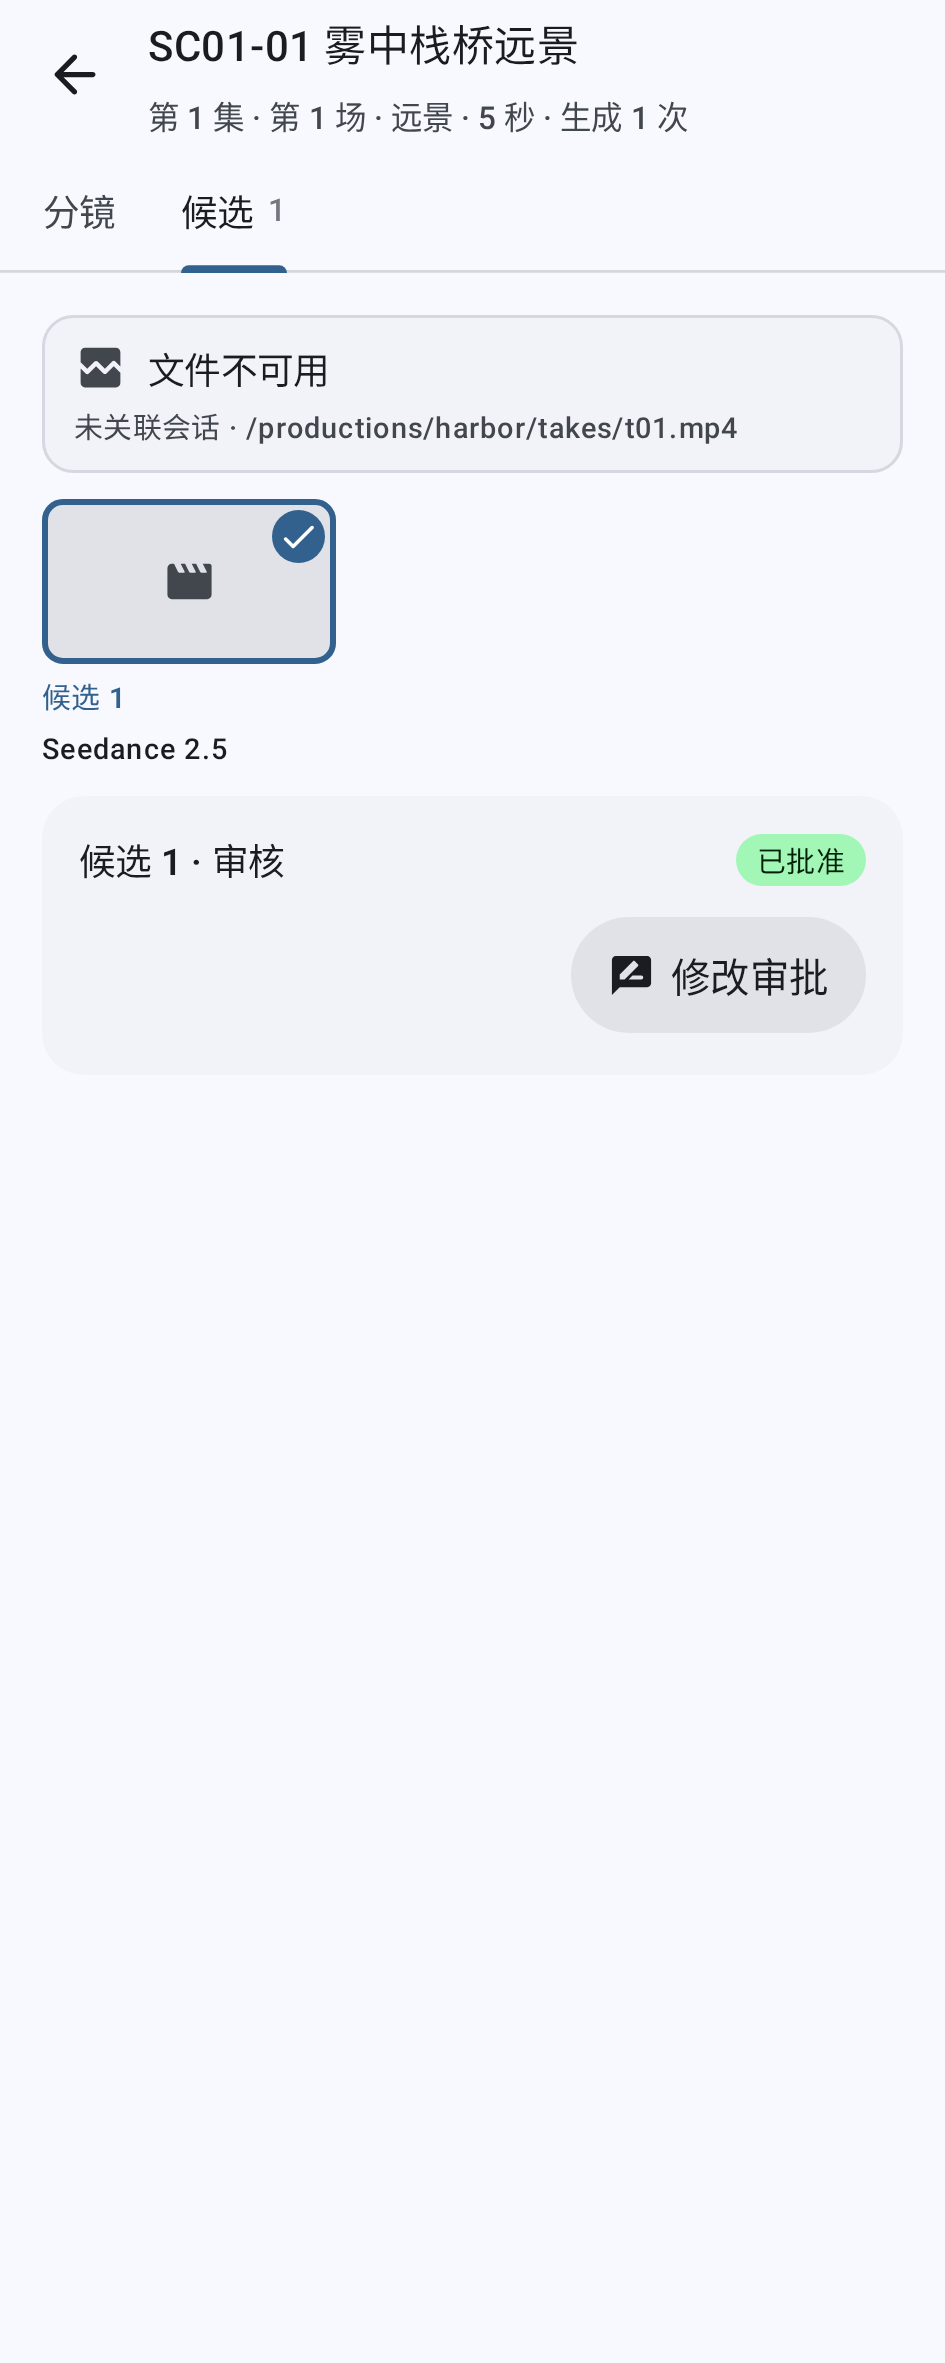 SC01-01 雾中栈桥远景
第 1 集 · 第 1 场 · 远景 · 5 秒 · 生成 1 次
分镜 候选 1
文件不可用
未关联会话 · /productions/harbor/takes/t01.mp4
候选 1
Seedance 2.5
候选 1 · 审核 已批准
修改审批